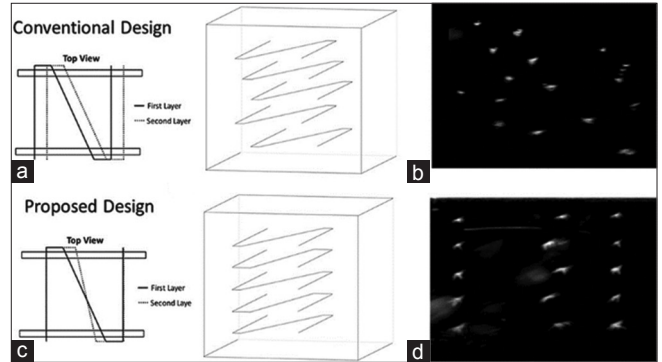 Conventional Design
Top View
First Layer
Second Layer
a
b
Proposed Design
Top View
First Layer
Second Laye
c
d